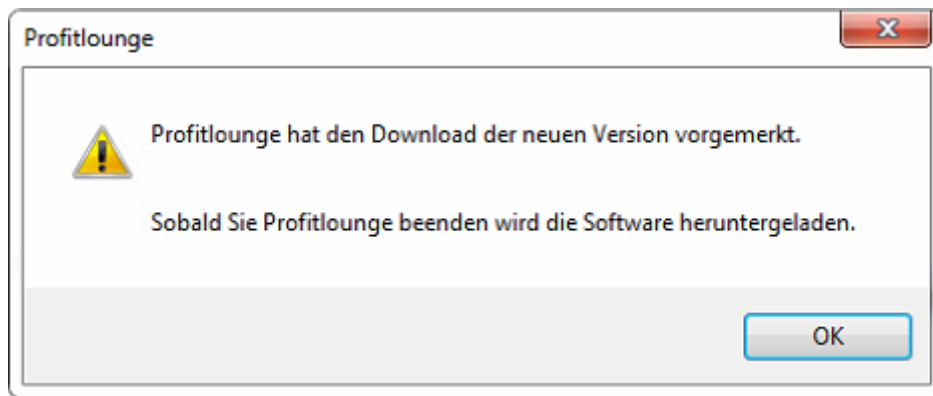 Profitlounge
Profitlounge hat den Download der neuen Version vorgemerkt.
Sobald Sie Profitlounge beenden wird die Software heruntergeladen.
OK